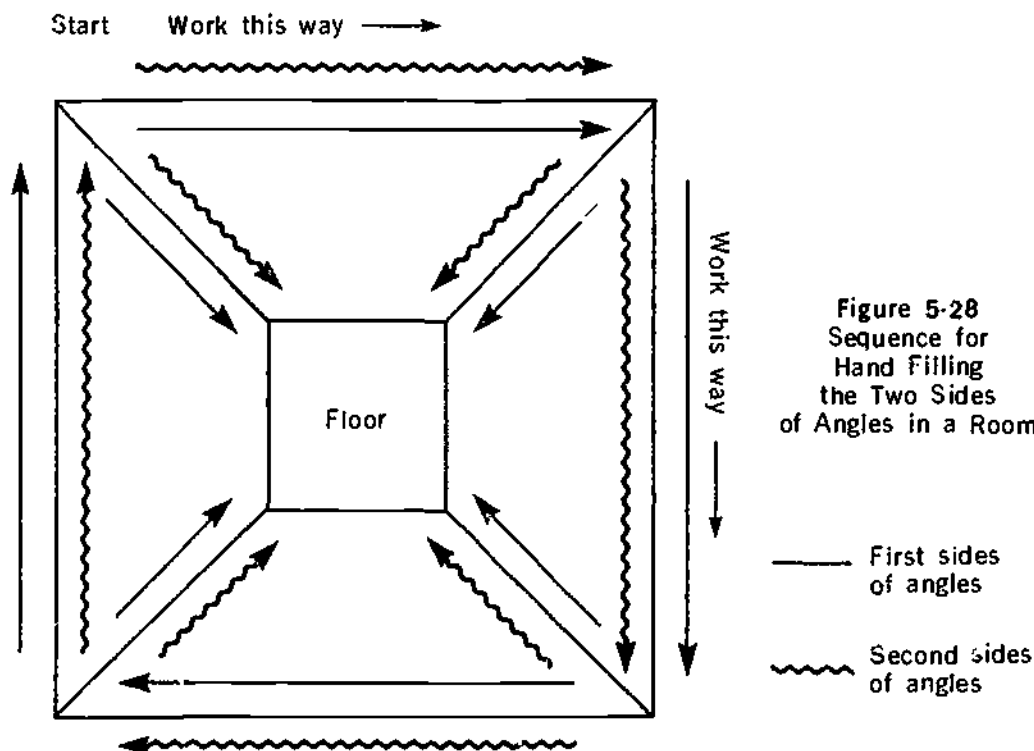 Start Work this way
Work this way
Floor
Figure 5-28
Sequence for
Hand Filling
the Two Sides
of Angles in a Room
First sides
of angles
Second sides
of angles